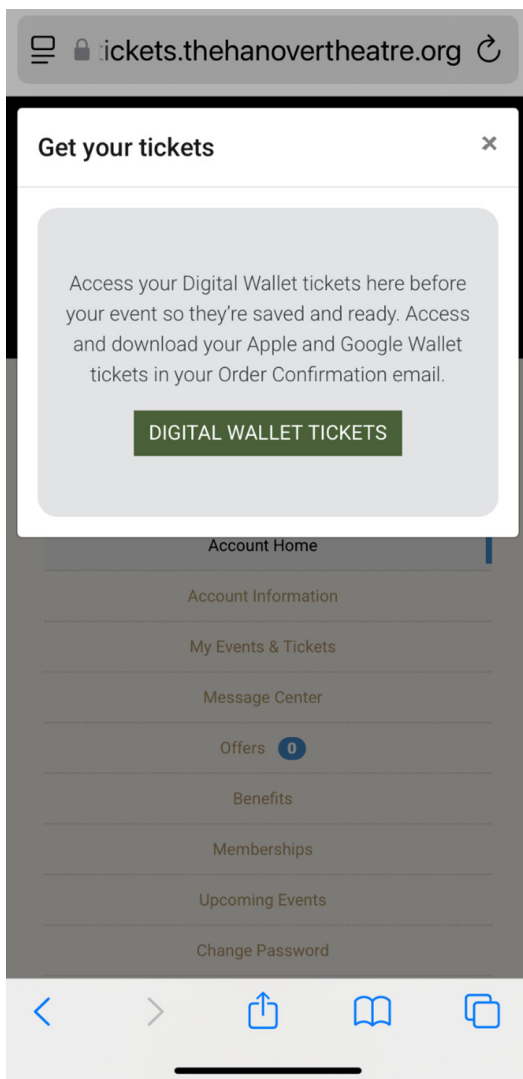 tickets.thehanovertheatre.org
Get your tickets
×
Access your Digital Wallet tickets here before
your event so they're saved and ready. Access
and download your Apple and Google Wallet
tickets in your Order Confirmation email.
DIGITAL WALLET TICKETS
Account Home
Account Information
My Events & Tickets
Message Center
Offers 0
Benefits
Memberships
Upcoming Events
Change Password